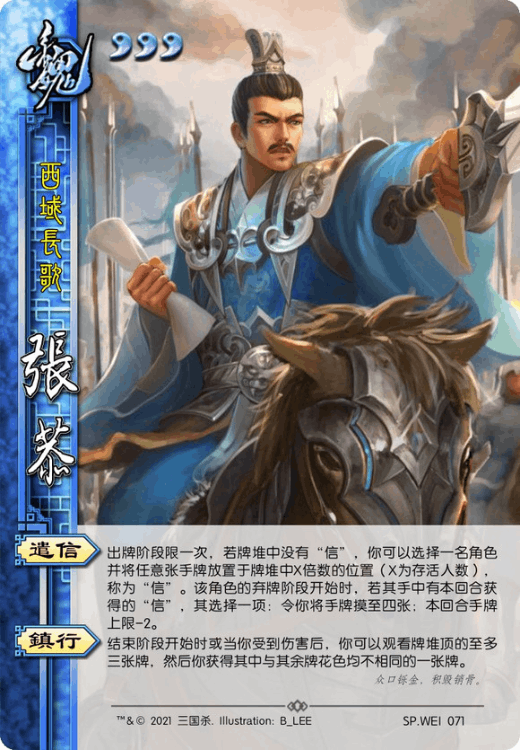 魏
西域長歌
張恭
遣信
出牌阶段限一次，若牌堆中没有“信”，你可以选择一名角色
并将任意张手牌放置于牌堆中X倍数的位置（X为存活人数），
称为“信”。该角色的弃牌阶段开始时，若其手中有本回合获
得的“信”，其选择一项：令你将手牌摸至四张；本回合手牌
上限-2。
鎮行
结束阶段开始时或当你受到伤害后，你可以观看牌堆顶的至多
三张牌，然后你获得其中与其余牌花色均不相同的一张牌。
众口铄金，积毁销骨。
™&© 2021 三国杀. Illustration: B_LEE
SP.WEI 071